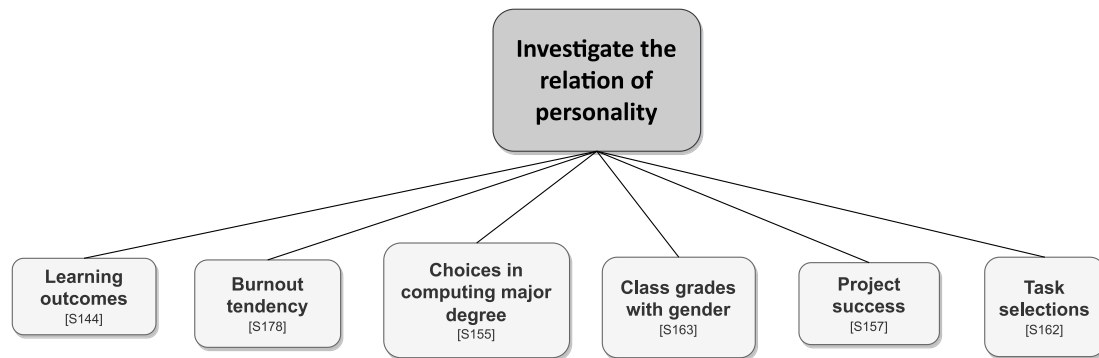 Investigate the
relation of
personality
Learning
outcomes
[S144]
Burnout
tendency
[S178]
Choices in
computing major
degree
[S155]
Class grades
with gender
[S163]
Project
success
[S157]
Task
selections
[S162]